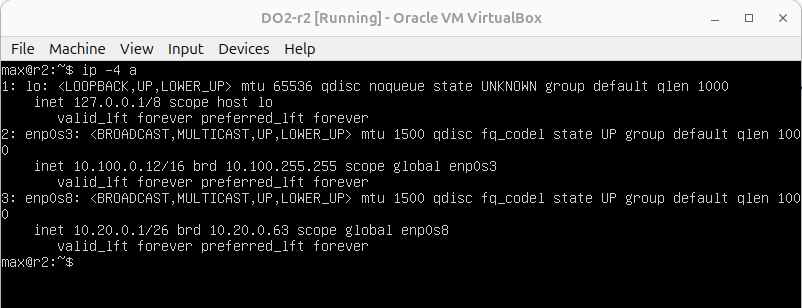 DO2-r2 [Running] - Oracle VM VirtualBox
File Machine View Input Devices Help
max@r2:~$ ip -4 a
1: lo: <LOOPBACK,UP,LOWER_UP> mtu 65536 qdisc noqueue state UNKNOWN group default qlen 1000
    inet 127.0.0.1/8 scope host lo
       valid_lft forever preferred_lft forever
2: enp0s3: <BROADCAST,MULTICAST,UP,LOWER_UP> mtu 1500 qdisc fq_codel state UP group default qlen 100
0
    inet 10.100.0.12/16 brd 10.100.255.255 scope global enp0s3
       valid_lft forever preferred_lft forever
3: enp0s8: <BROADCAST,MULTICAST,UP,LOWER_UP> mtu 1500 qdisc fq_codel state UP group default qlen 100
0
    inet 10.20.0.1/26 brd 10.20.0.63 scope global enp0s8
       valid_lft forever preferred_lft forever
max@r2:~$